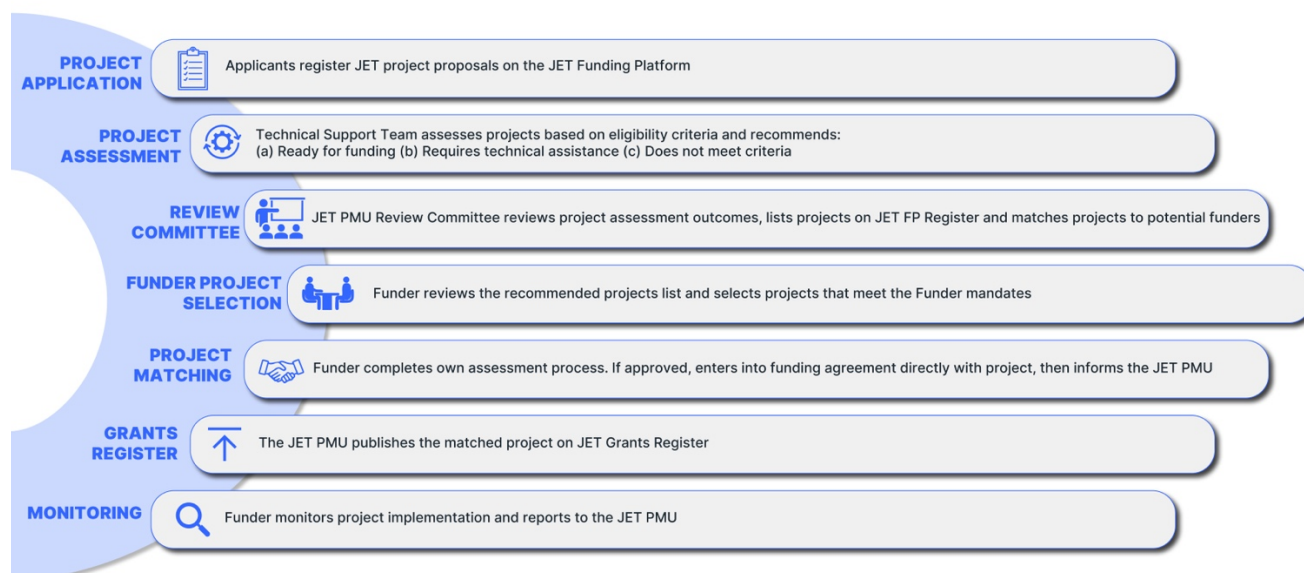 PROJECT
APPLICATION
Applicants register JET project proposals on the JET Funding Platform
PROJECT
ASSESSMENT
Technical Support Team assesses projects based on eligibility criteria and recommends:
(a) Ready for funding (b) Requires technical assistance (c) Does not meet criteria
REVIEW
COMMITTEE
JET PMU Review Committee reviews project assessment outcomes, lists projects on JET FP Register and matches projects to potential funders
FUNDER PROJECT
SELECTION
Funder reviews the recommended projects list and selects projects that meet the Funder mandates
PROJECT
MATCHING
Funder completes own assessment process. If approved, enters into funding agreement directly with project, then informs the JET PMU
GRANTS
REGISTER
The JET PMU publishes the matched project on JET Grants Register
MONITORING
Funder monitors project implementation and reports to the JET PMU